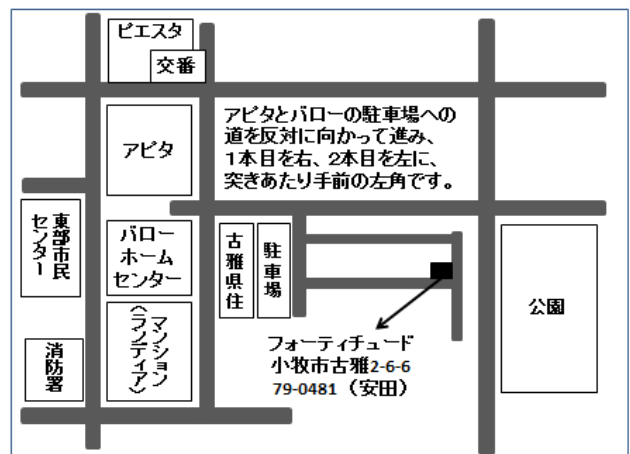 ピエスタ
交番
アピタ
アピタとバローの駐車場への
道を反対に向かって進み、
1本目を右、2本目を左に、
突きあたり手前の左角です。
東部市民
センター
バロー
ホーム
センター
古雅県住
駐車場
公園
消防署
マンション
(ランディア)
フォーティチュード
小牧市古雅2-6-6
79-0481（安田）